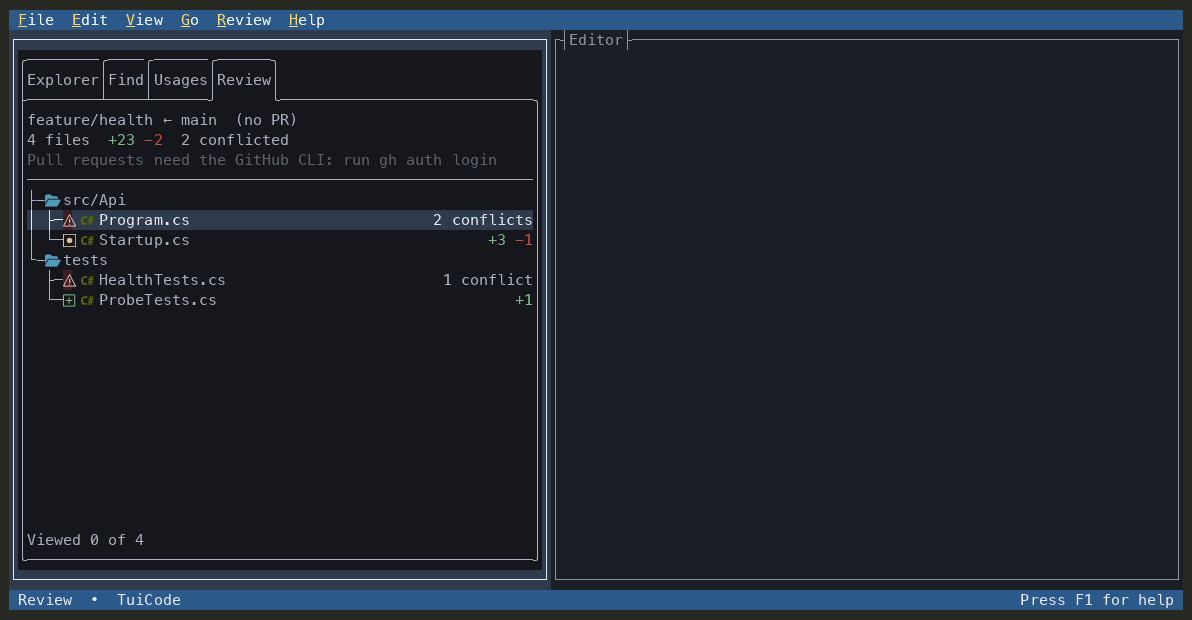 File Edit View Go Review Help
Editor
Explorer Find Usages Review
feature/health ← main (no PR)
4 files +23 −2 2 conflicted
Pull requests need the GitHub CLI: run gh auth login
src/Api
C# Program.cs 2 conflicts
C# Startup.cs +3 −1
tests
C# HealthTests.cs 1 conflict
C# ProbeTests.cs +1
Viewed 0 of 4
Review • TuiCode Press F1 for help